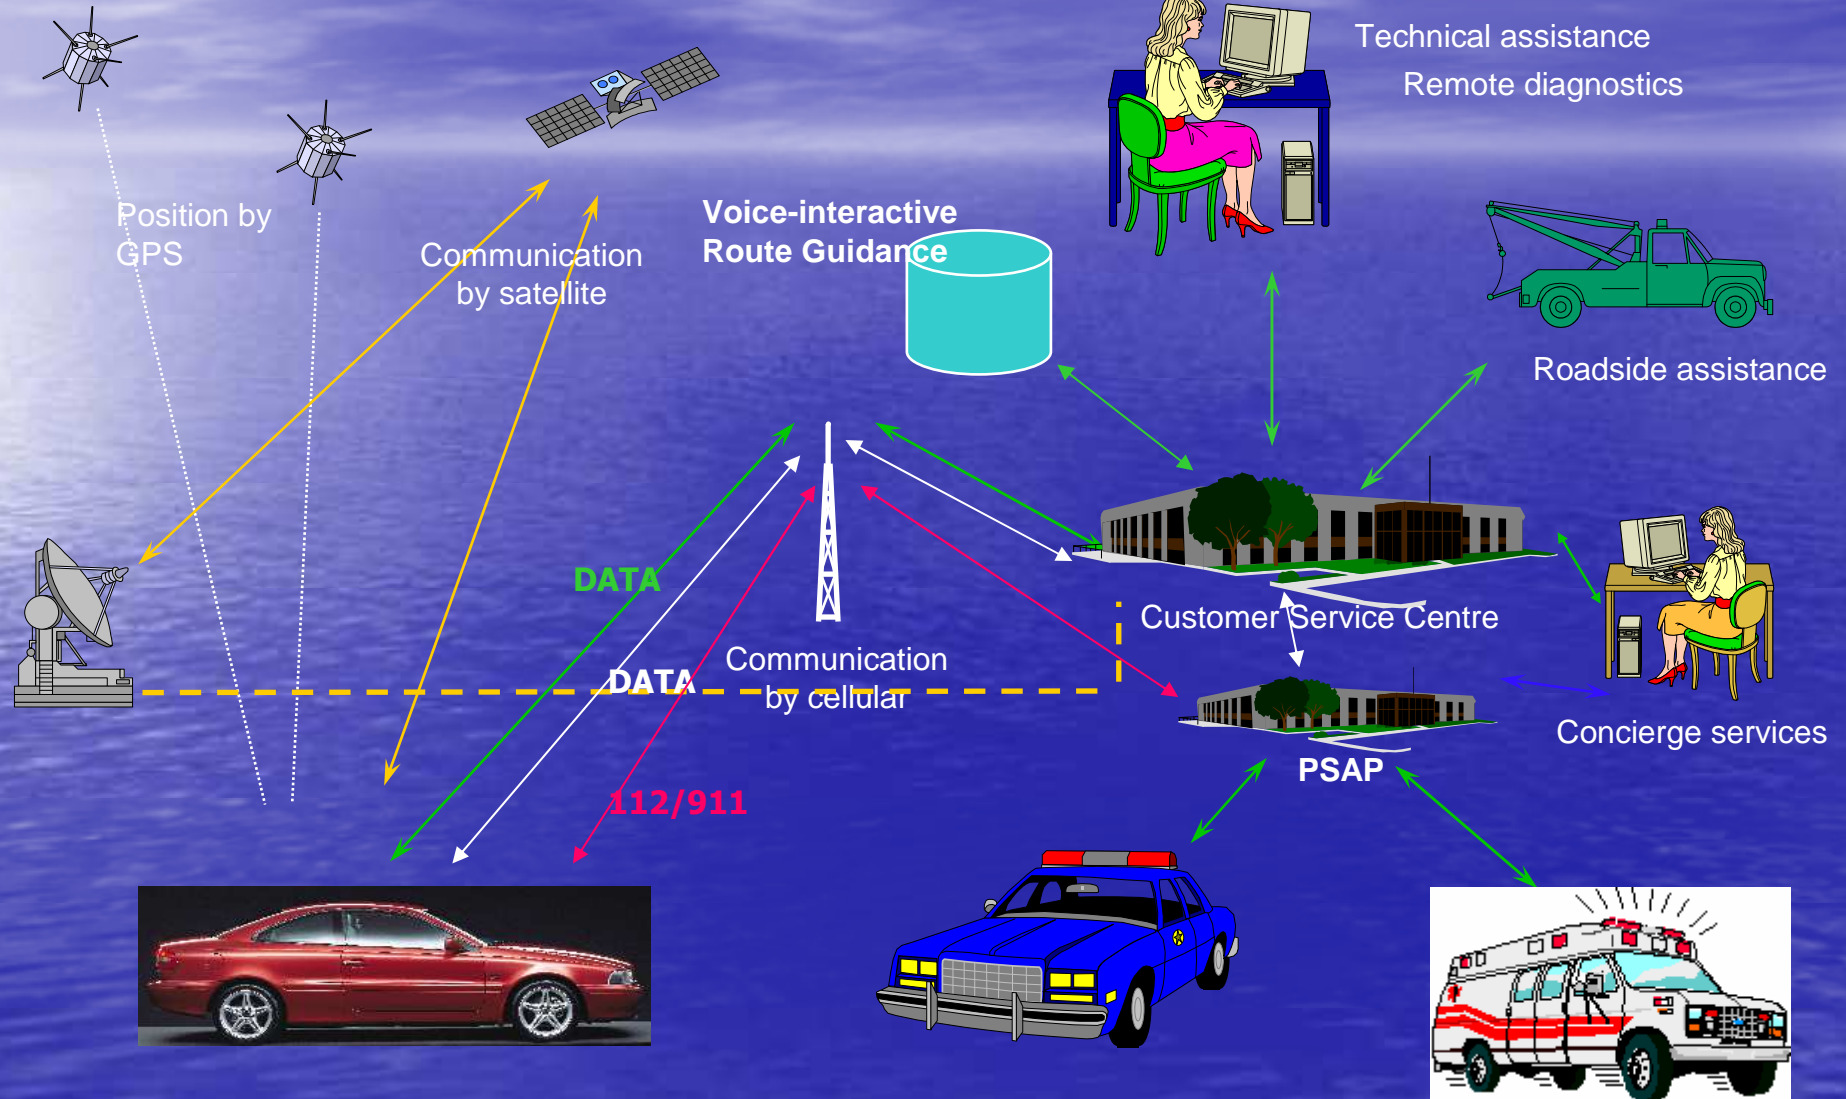 Technical assistance
Remote diagnostics
Position by
GPS
Communication
by satellite
Voice-interactive
Route Guidance
Roadside assistance
DATA
Customer Service Centre
DATA
Communication
by cellular
Concierge services
PSAP
112/911